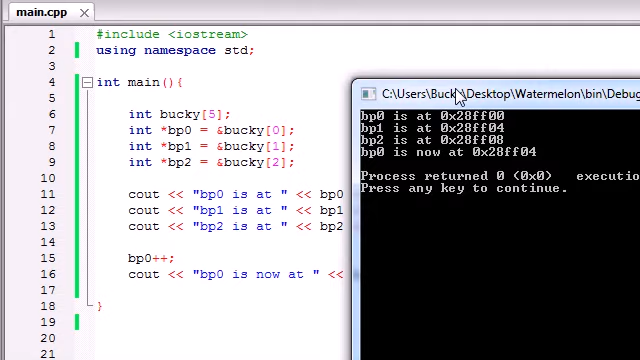 main.cpp
1 #include <iostream>
2 using namespace std;
3
4 int main(){
5
6 int bucky[5];
7 int *bp0 = &bucky[0];
8 int *bp1 = &bucky[1];
9 int *bp2 = &bucky[2];
10
11 cout << "bp0 is at " << bp0
12 cout << "bp1 is at " << bp1
13 cout << "bp2 is at " << bp2
14
15 bp0++;
16 cout << "bp0 is now at " <<
17
18 }
19
20
21
C:\Users\Bucky\Desktop\Watermelon\bin\Debug
bp0 is at 0x28ff00
bp1 is at 0x28ff04
bp2 is at 0x28ff08
bp0 is now at 0x28ff04
Process returned 0 (0x0) executio
Press any key to continue.